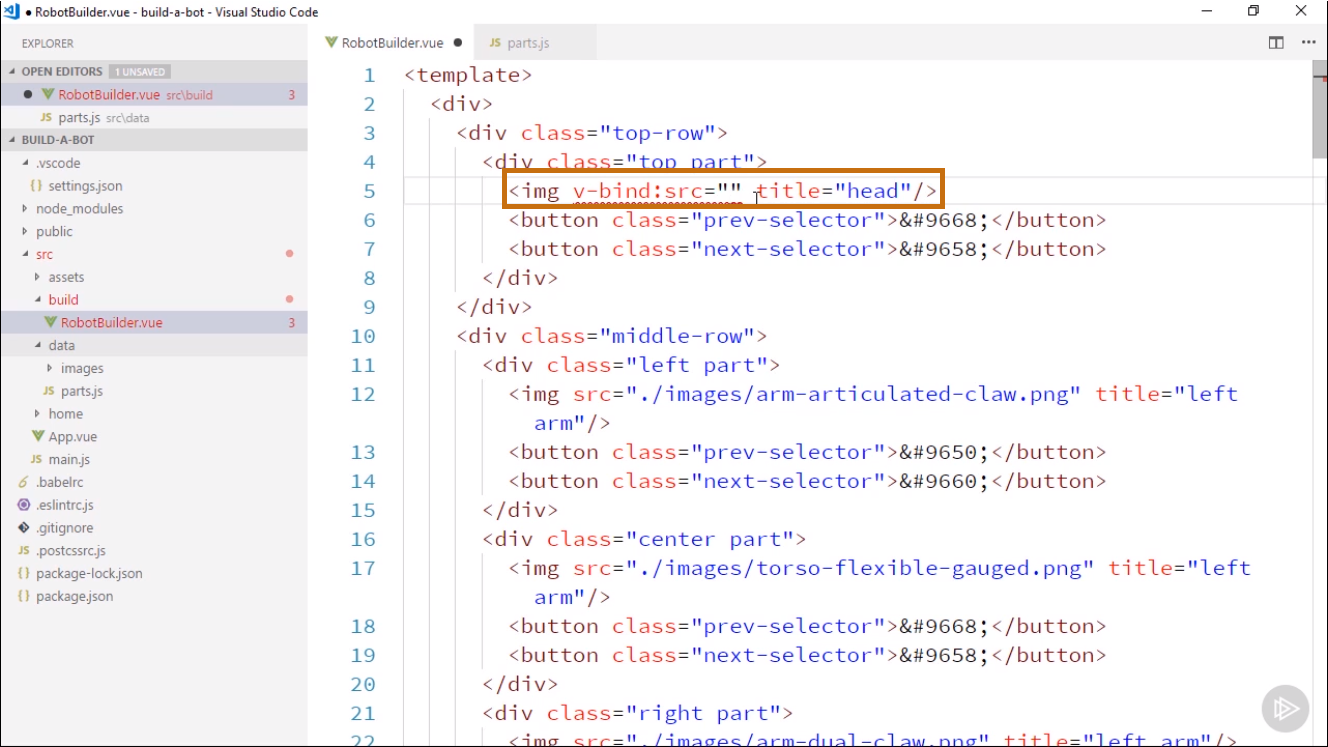 RobotBuilder.vue - build-a-bot - Visual Studio Code
EXPLORER
OPEN EDITORS 1 UNSAVED
RobotBuilder.vue src\build 3
JS parts.js src\data
BUILD-A-BOT
.vscode
{ } settings.json
node_modules
public
src
assets
build
RobotBuilder.vue 3
data
images
JS parts.js
home
App.vue
JS main.js
.babelrc
.eslintrc.js
.gitignore
JS .postcssrc.js
{ } package-lock.json
{ } package.json
RobotBuilder.vue JS parts.js
1 <template>
2 <div>
3 <div class="top-row">
4 <div class="top part">
5 <img v-bind:src="" title="head"/>
6 <button class="prev-selector">&#9668;</button>
7 <button class="next-selector">&#9658;</button>
8 </div>
9 </div>
10 <div class="middle-row">
11 <div class="left part">
12 <img src="./images/arm-articulated-claw.png" title="left
arm"/>
13 <button class="prev-selector">&#9650;</button>
14 <button class="next-selector">&#9660;</button>
15 </div>
16 <div class="center part">
17 <img src="./images/torso-flexible-gauged.png" title="left
arm"/>
18 <button class="prev-selector">&#9668;</button>
19 <button class="next-selector">&#9658;</button>
20 </div>
21 <div class="right part">
22 <img src="./images/arm-dual-claw.png" title="left arm"/>